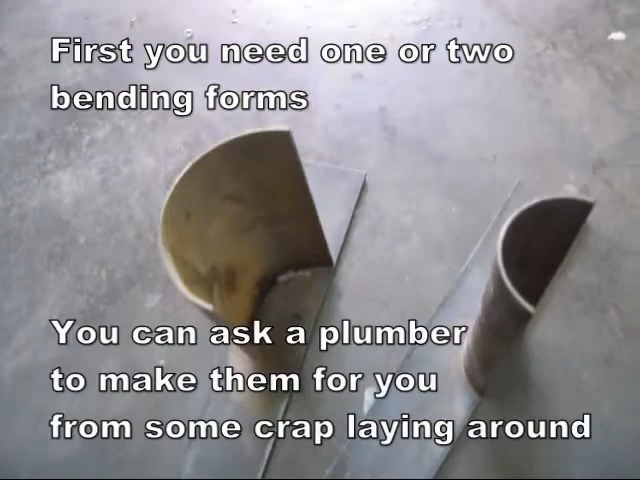 First you need one or two
bending forms
You can ask a plumber
to make them for you
from some crap laying around